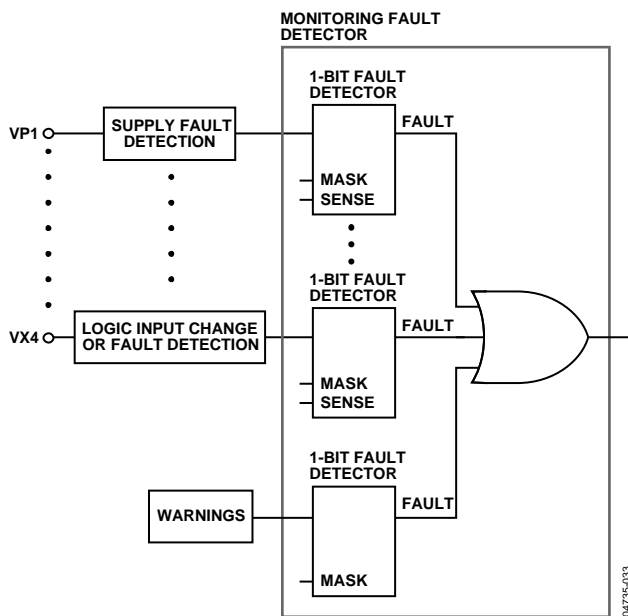 MONITORING FAULT
DETECTOR
1-BIT FAULT
DETECTOR
VP1
SUPPLY FAULT
DETECTION
FAULT
MASK
SENSE
1-BIT FAULT
DETECTOR
VX4
LOGIC INPUT CHANGE
OR FAULT DETECTION
FAULT
MASK
SENSE
1-BIT FAULT
DETECTOR
WARNINGS
FAULT
MASK
04735-033